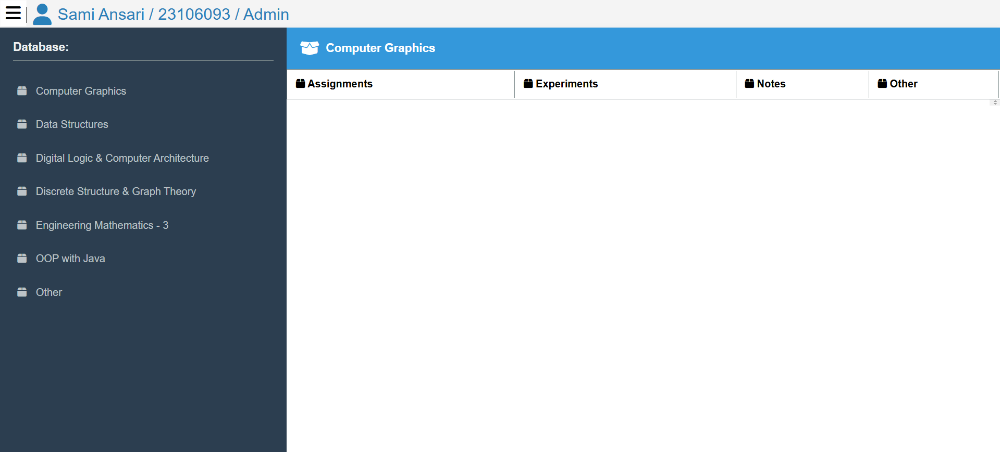 Sami Ansari / 23106093 / Admin
Database:
Computer Graphics
Data Structures
Digital Logic & Computer Architecture
Discrete Structure & Graph Theory
Engineering Mathematics - 3
OOP with Java
Other
Computer Graphics
Assignments Experiments Notes Other